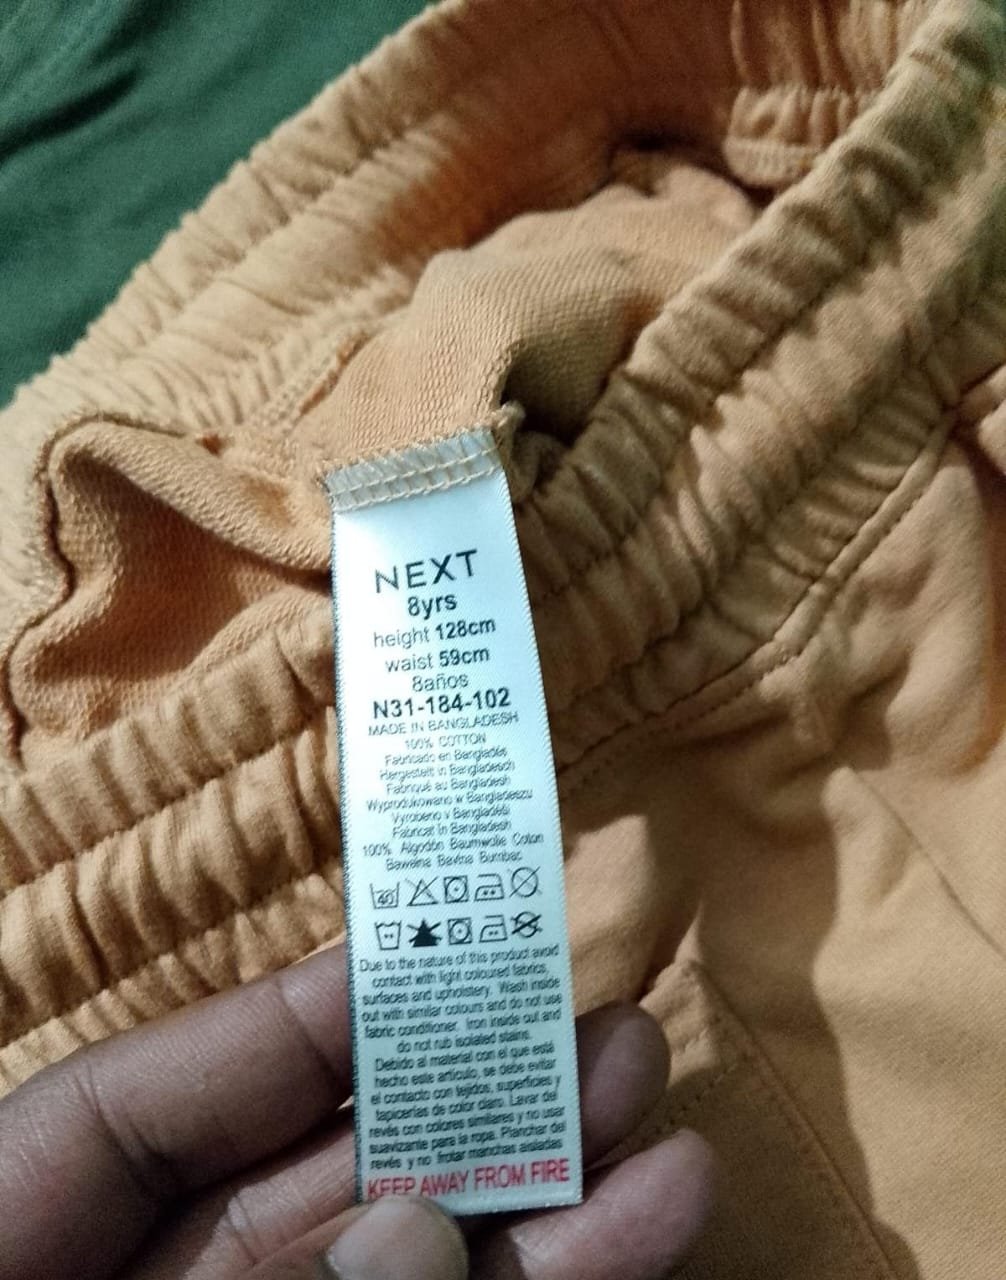 NEXT
8yrs
height 128cm
waist 59cm
8años
N31-184-102
MADE IN BANGLADESH
100% COTTON
Fabricado en Bangladés
Hergestellt in Bangladesch
Fabriqué au Bangladesh
Wyprodukowano w Bangladeszu
Vyrobeno v Bangladéši
Fabricat în Bangladesh
100% Algodón Baumwolle Coton
Bawełna Bavlna Bumbac
40
Due to the nature of this product avoid
contact with light coloured fabrics,
surfaces and upholstery. Wash inside
out with similar colours and do not use
fabric conditioner. Iron inside out and
do not rub isolated stains.
Debido al material con el que está
hecho este artículo, se debe evitar
el contacto con tejidos, superficies y
tapicerías de color claro. Lavar del
revés con colores similares y no usar
suavizante para la ropa. Planchar del
revés y no frotar manchas aisladas
KEEP AWAY FROM FIRE